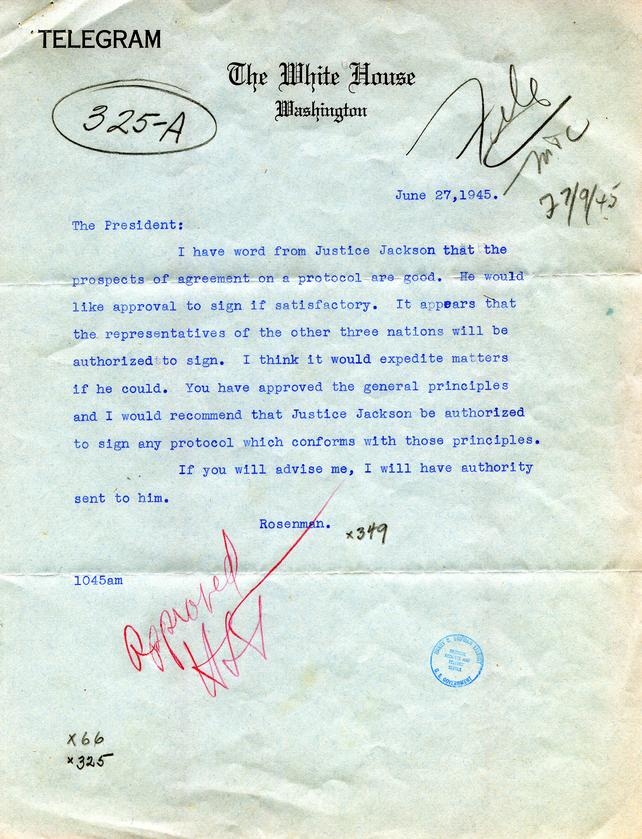 TELEGRAM
The White House
Washington
325-A
File
MJC
7/9/45
June 27,1945.
The President:
I have word from Justice Jackson that the
prospects of agreement on a protocol are good. He would
like approval to sign if satisfactory. It appears that
the representatives of the other three nations will be
authorized to sign. I think it would expedite matters
if he could. You have approved the general principles
and I would recommend that Justice Jackson be authorized
to sign any protocol which conforms with those principles.
If you will advise me, I will have authority
sent to him.
Rosenman.
x349
1045am
Approved
HST
HARRY S. TRUMAN LIBRARY
U. S. GOVERNMENT
x66
x325